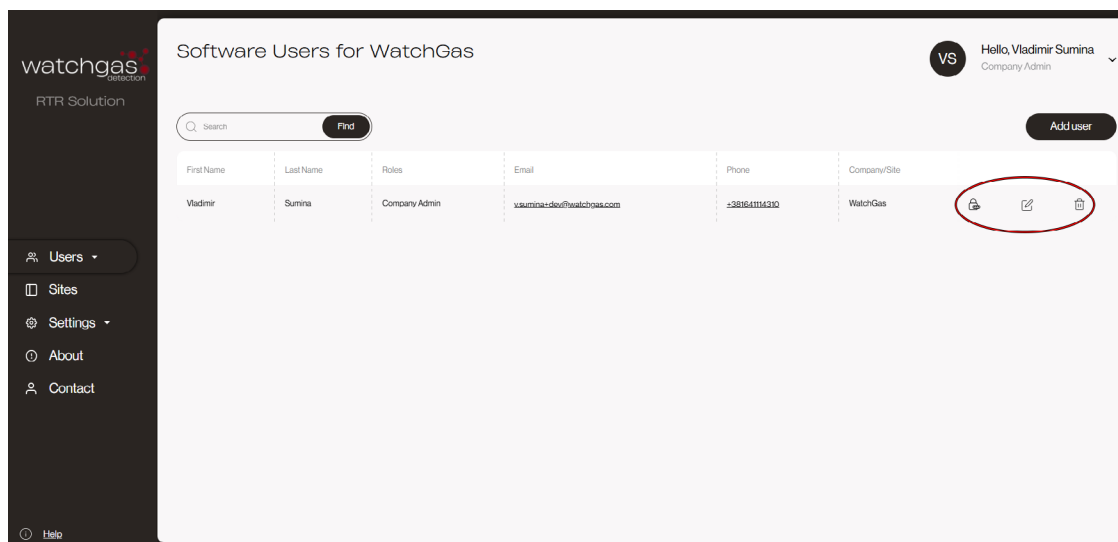 watchgas
detection
RTR Solution
Users
Sites
Settings
About
Contact
Help
Software Users for WatchGas
VS
Hello, Vladimir Sumina
Company Admin
Search
Find
Add user
First Name Last Name Roles Email Phone Company/Site
Vladimir Sumina Company Admin v.sumina+dev@watchgas.com +381641114310 WatchGas